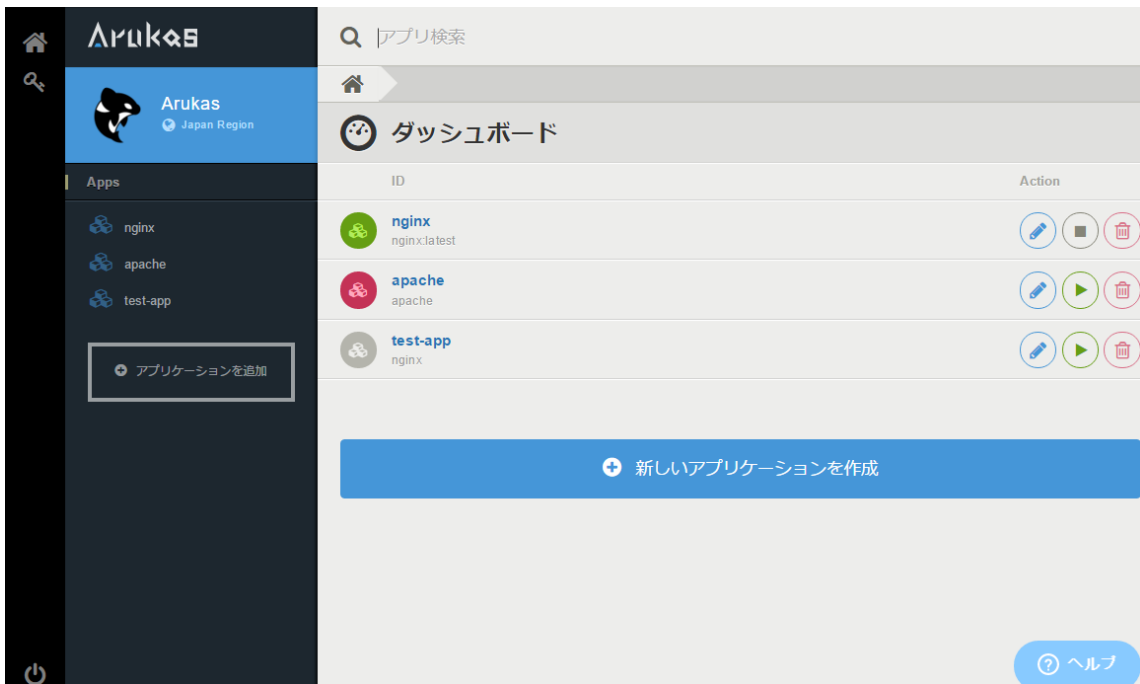 Arukas
アプリ検索
Arukas
Japan Region
ダッシュボード
Apps
ID
Action
nginx
apache
test-app
アプリケーションを追加
nginx
nginx:latest
apache
apache
test-app
nginx
新しいアプリケーションを作成
ヘルプ